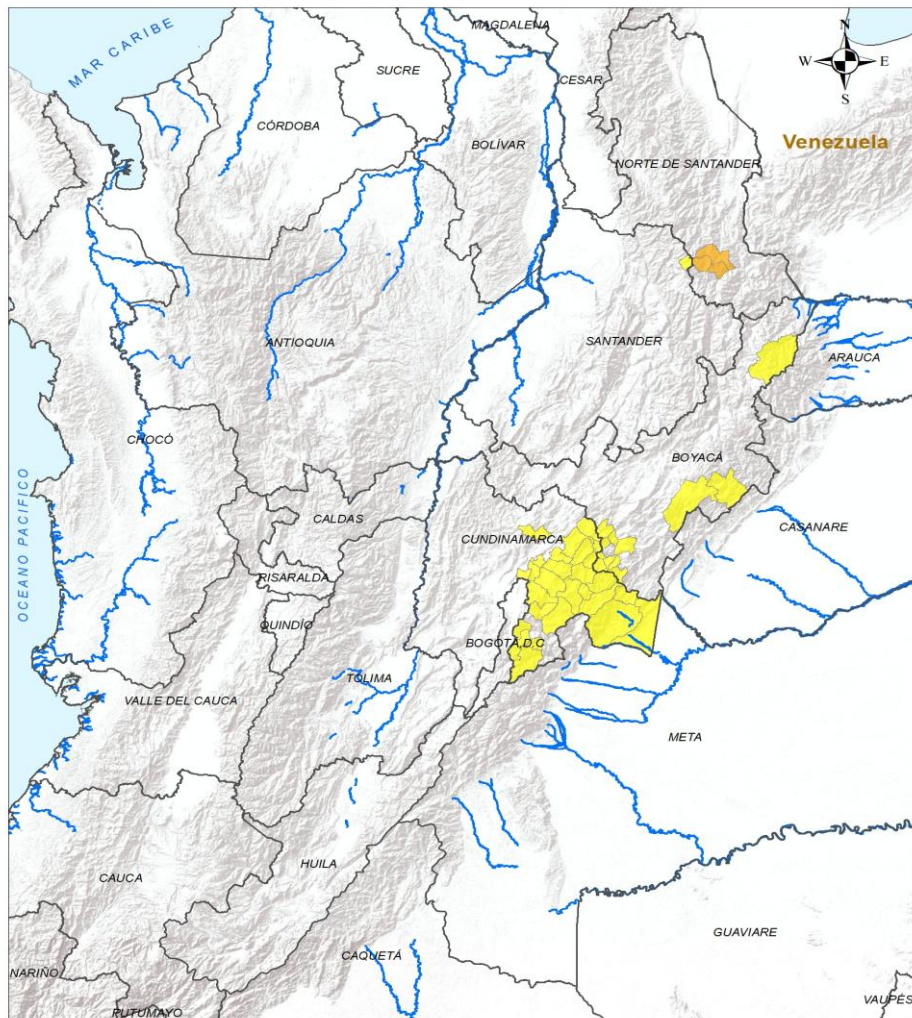 MAR CARIBE
MAGDALENA
N
W E
S
SUCRE
CESAR
CÓRDOBA
BOLÍVAR
Venezuela
NORTE DE SANTANDER
ANTIOQUIA
SANTANDER
ARAUCA
CHOCÓ
BOYACÁ
OCEANO PACIFICO
CALDAS
CUNDINAMARCA
CASANARE
RISARALDA
QUINDÍO
BOGOTÁ,D.C
TOLIMA
VALLE DEL CAUCA
META
HUILA
CAUCA
GUAVIARE
CAQUETÁ
NARIÑO
VAUPÉS
PUTUMAYO